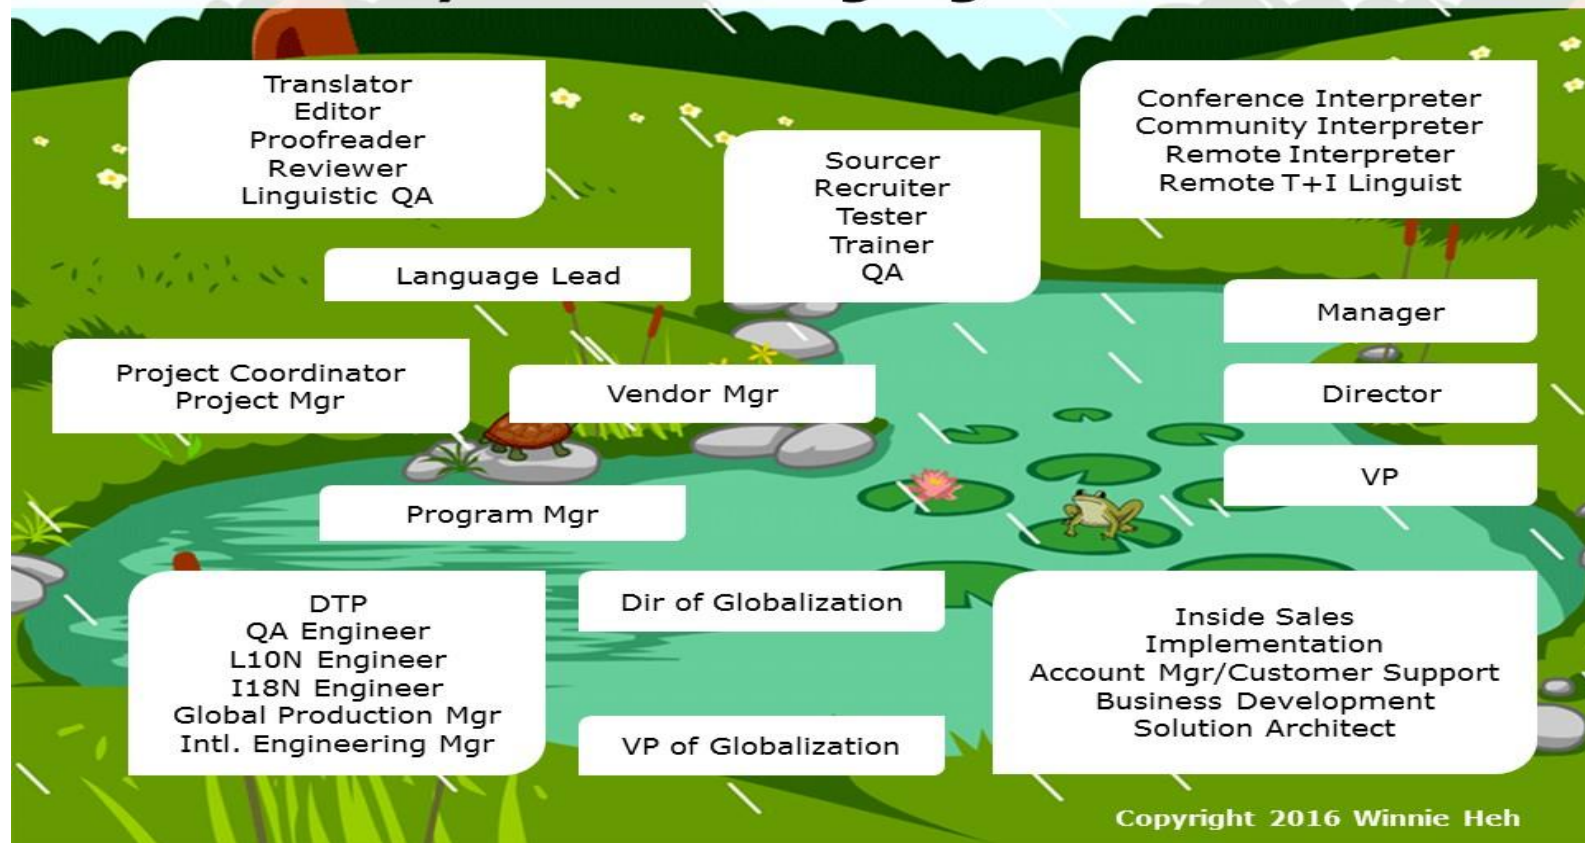 Translator
Editor
Proofreader
Reviewer
Linguistic QA
Sourcer
Recruiter
Tester
Trainer
QA
Conference Interpreter
Community Interpreter
Remote Interpreter
Remote T+I Linguist
Language Lead
Manager
Project Coordinator
Project Mgr
Vendor Mgr
Director
VP
Program Mgr
DTP
QA Engineer
L10N Engineer
I18N Engineer
Global Production Mgr
Intl. Engineering Mgr
Dir of Globalization
VP of Globalization
Inside Sales
Implementation
Account Mgr/Customer Support
Business Development
Solution Architect
Copyright 2016 Winnie Heh